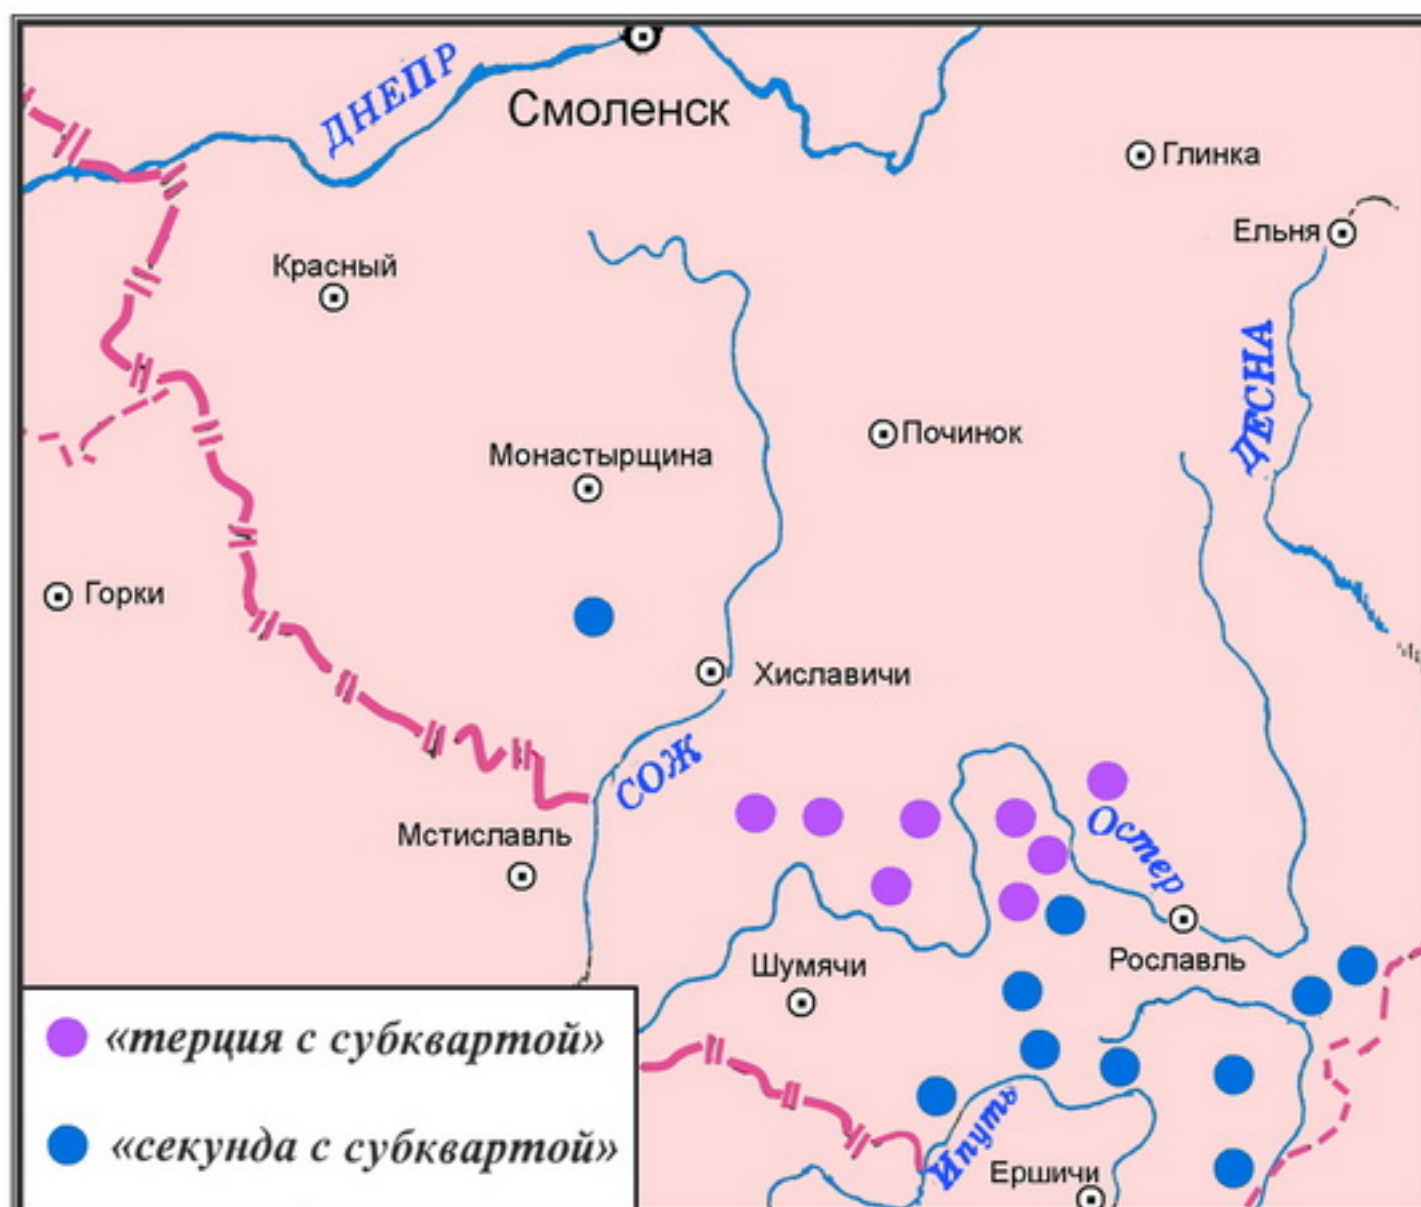 ДНЕПР
Смоленск
Глинка
Ельня
Красный
ДЕСНА
Починок
Монастырщина
Горки
Хиславичи
СОЖ
Мстиславль
Остер
Шумячи
Рославль
«терция с субквартой»
Ипуть
«секунда с субквартой»
Ершичи